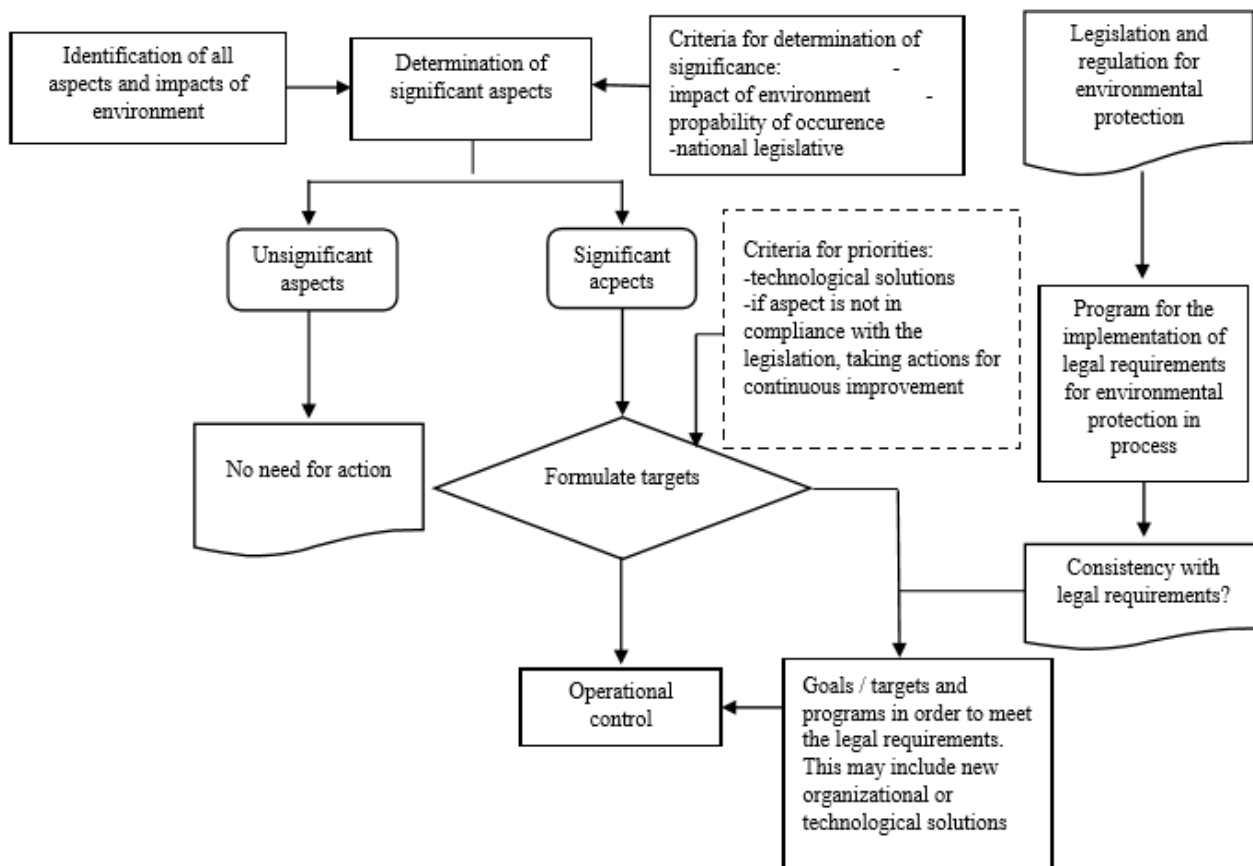 Identification of all
aspects and impacts of
environment
Determination of
significant aspects
Criteria for determination of
significance: -
impact of environment -
propability of occurence
-national legislative
Legislation and
regulation for
environmental
protection
Unsignificant
aspects
Significant
acpects
Criteria for priorities:
-technological solutions
-if aspect is not in
compliance with the
legislation, taking actions for
continuous improvement
Program for the
implementation of
legal requirements
for environmental
protection in
process
No need for action
Formulate targets
Consistency with
legal requirements?
Operational
control
Goals / targets and
programs in order to meet
the legal requirements.
This may include new
organizational or
technological solutions